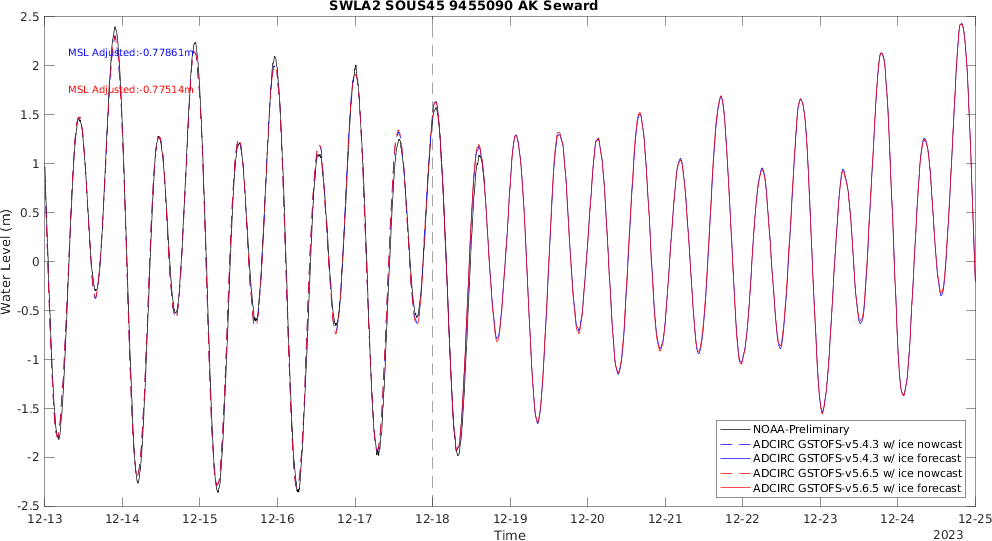 SWLA2 SOUS45 9455090 AK Seward
MSL Adjusted:-0.77861m
MSL Adjusted:-0.77514m
Water Level (m)
2.5
2
1.5
1
0.5
0
-0.5
-1
-1.5
-2
-2.5
NOAA-Preliminary
ADCIRC GSTOFS-v5.4.3 w/ ice nowcast
ADCIRC GSTOFS-v5.4.3 w/ ice forecast
ADCIRC GSTOFS-v5.6.5 w/ ice nowcast
ADCIRC GSTOFS-v5.6.5 w/ ice forecast
12-13 12-14 12-15 12-16 12-17 12-18 12-19 12-20 12-21 12-22 12-23 12-24 12-25
Time
2023